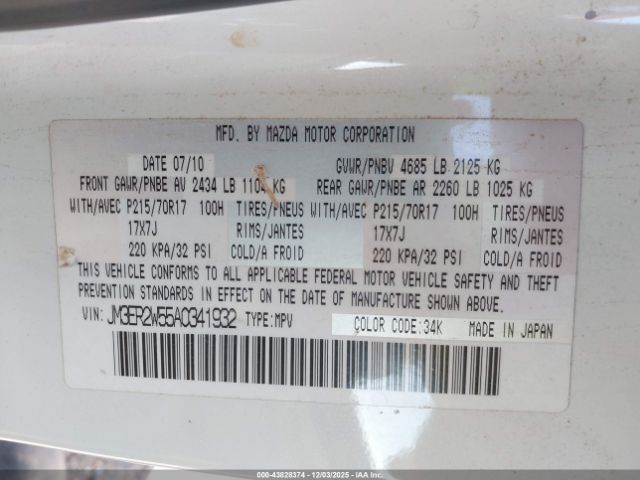 MFD. BY MAZDA MOTOR CORPORATION
DATE 07/10 GVWR/PNBV 4685 LB 2125 KG
FRONT GAWR/PNBE AV 2434 LB 1104 KG REAR GAWR/PNBE AR 2260 LB 1025 KG
WITH/AVEC P215/70R17 100H TIRES/PNEUS WITH/AVEC P215/70R17 100H TIRES/PNEUS
17X7J RIMS/JANTES 17X7J RIMS/JANTES
220 KPA/32 PSI COLD/A FROID 220 KPA/32 PSI COLD/A FROID
THIS VEHICLE CONFORMS TO ALL APPLICABLE FEDERAL MOTOR VEHICLE SAFETY AND THEFT
PREVENTION STANDARDS IN EFFECT ON THE DATE OF MANUFACTURE SHOWN ABOVE.
VIN: JM3ER2W55A0341932 TYPE:MPV COLOR CODE:34K MADE IN JAPAN
000-43828374 | 12/03/2025 - IAA Inc.